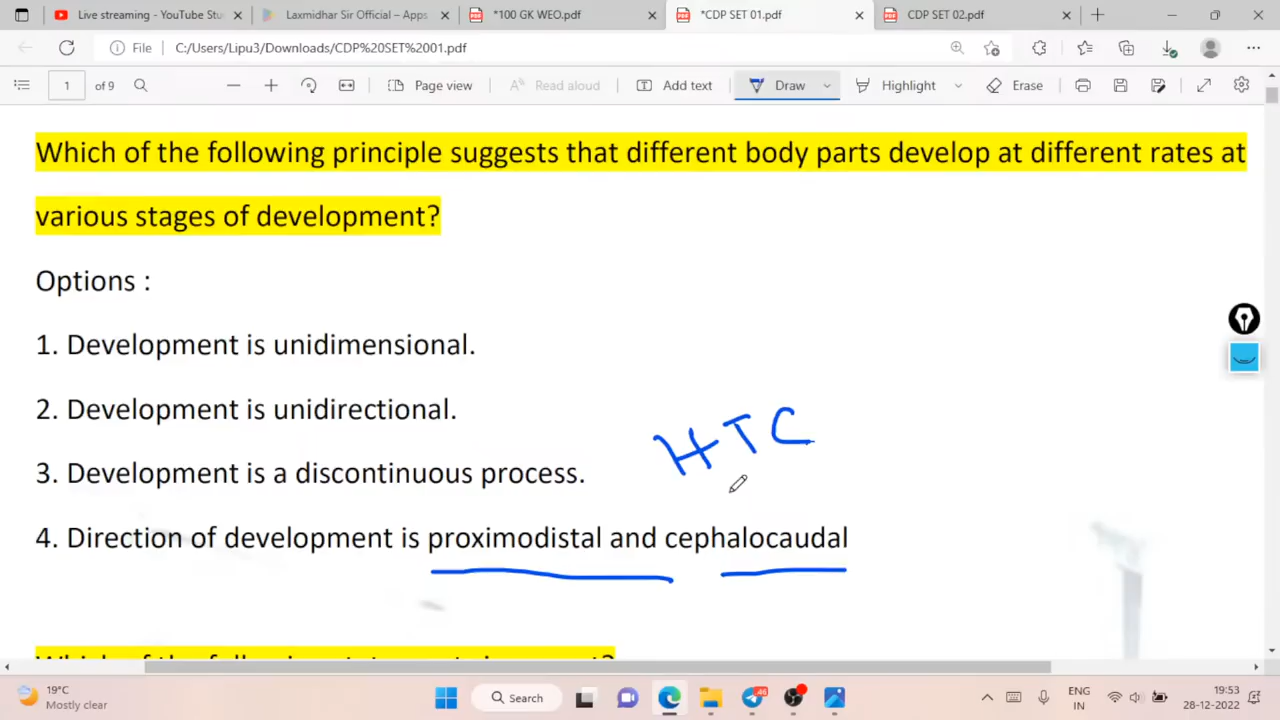 Live streaming - YouTube Stu
Laxmidhar Sir Official – Apps
*100 GK WEO.pdf
*CDP SET 01.pdf
CDP SET 02.pdf
File
C:/Users/Lipu3/Downloads/CDP%20SET%2001.pdf
1 of 9
Page view
Read aloud
Add text
Draw
Highlight
Erase
Which of the following principle suggests that different body parts develop at different rates at
various stages of development?
Options :
1. Development is unidimensional.
2. Development is unidirectional.
3. Development is a discontinuous process.
HTC
4. Direction of development is proximodistal and cephalocaudal
19°C
Mostly clear
Search
46
ENG
IN
19:53
28-12-2022